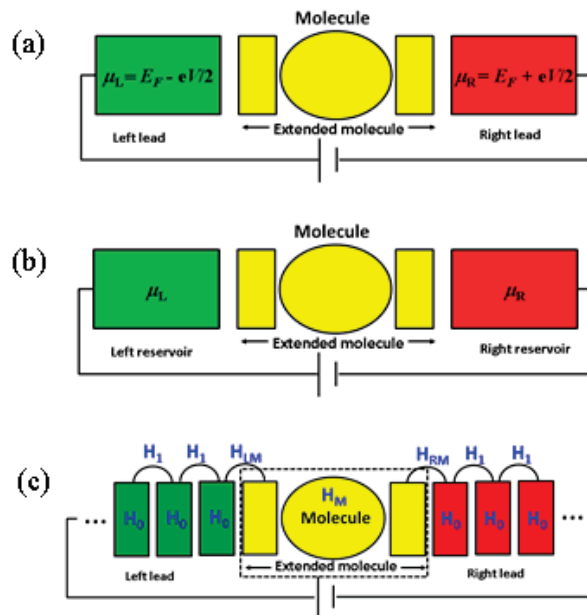 (a)
Molecule
μL = EF - eV/2
μR = EF + eV/2
Extended molecule
Left lead
Right lead
(b)
Molecule
μL
μR
Extended molecule
Left reservoir
Right reservoir
(c)
H1 H1 HLM HRM H1 H1
HM
... H0 H0 H0 Molecule H0 H0 H0 ...
Extended molecule
Left lead
Right lead